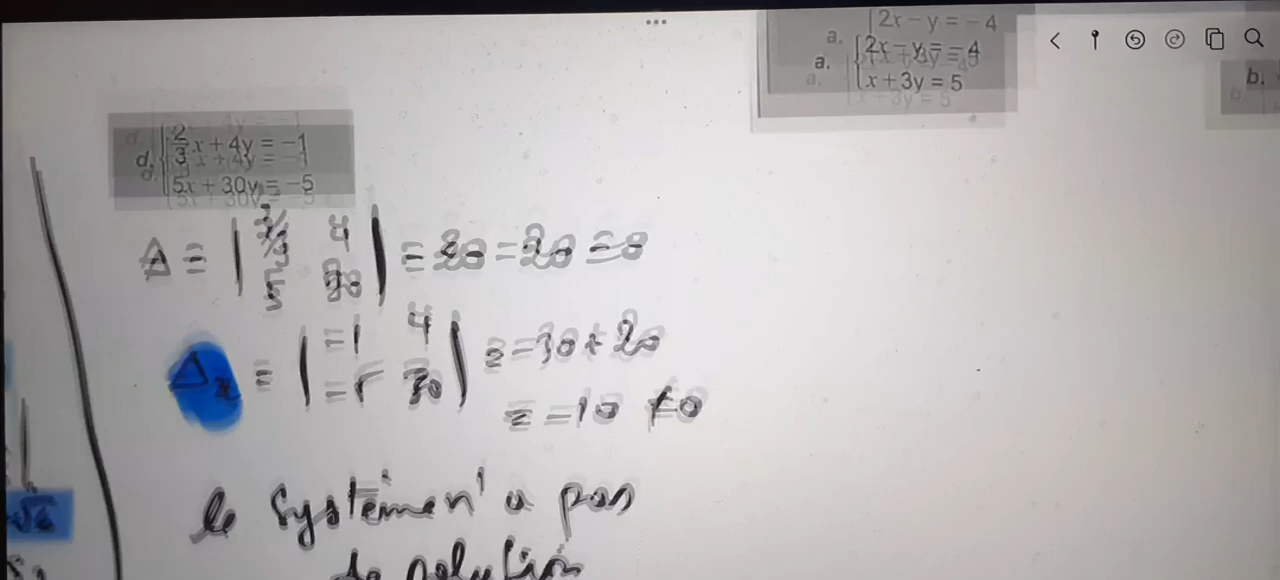 a. { 2x - y = -4
x + 3y = 5
b.
d. { 2/3 x + 4y = -1
5x + 30y = -5
Δ = | 2/3 4 | = 20 - 20 = 0
5 30
Δx = | -1 4 | = -30 + 20
-5 30
= -10 ≠ 0
√6
le système n'a pas
de solution